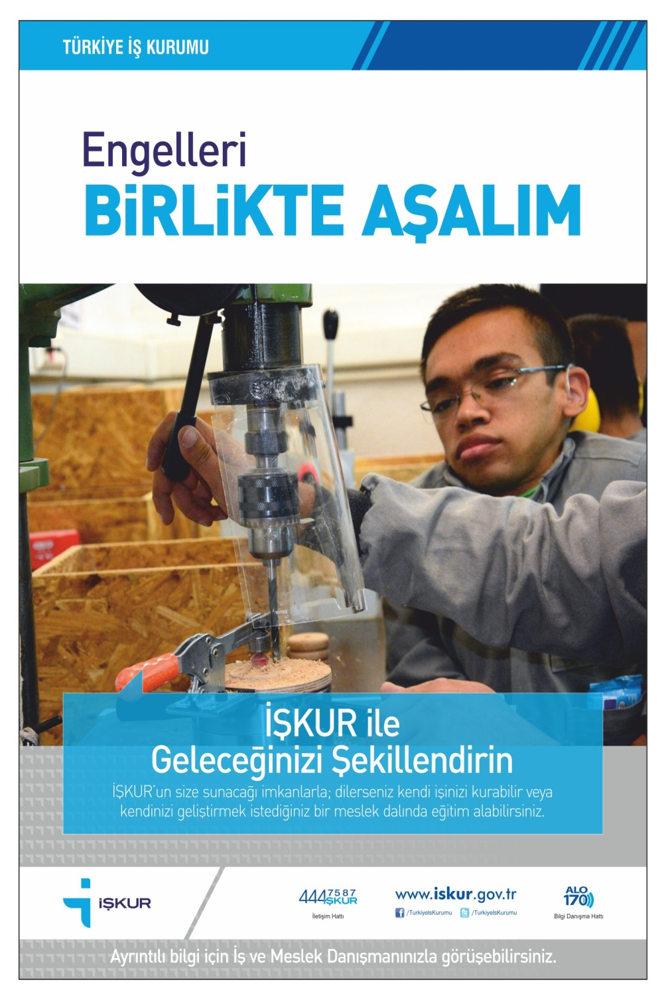 TÜRKİYE İŞ KURUMU
Engelleri
BİRLİKTE AŞALIM
İŞKUR ile
Geleceğinizi Şekillendirin
İŞKUR'un size sunacağı imkanlarla; dilerseniz kendi işinizi kurabilir veya
kendinizi geliştirmek istediğiniz bir meslek dalında eğitim alabilirsiniz.
iŞKUR
444 7587
İŞKUR
İletişim Hattı
www.iskur.gov.tr
/TurkiyeIsKurumu /TurkiyeIsKurumu
ALO
170
Bilgi Danışma Hattı
Ayrıntılı bilgi için İş ve Meslek Danışmanınızla görüşebilirsiniz.